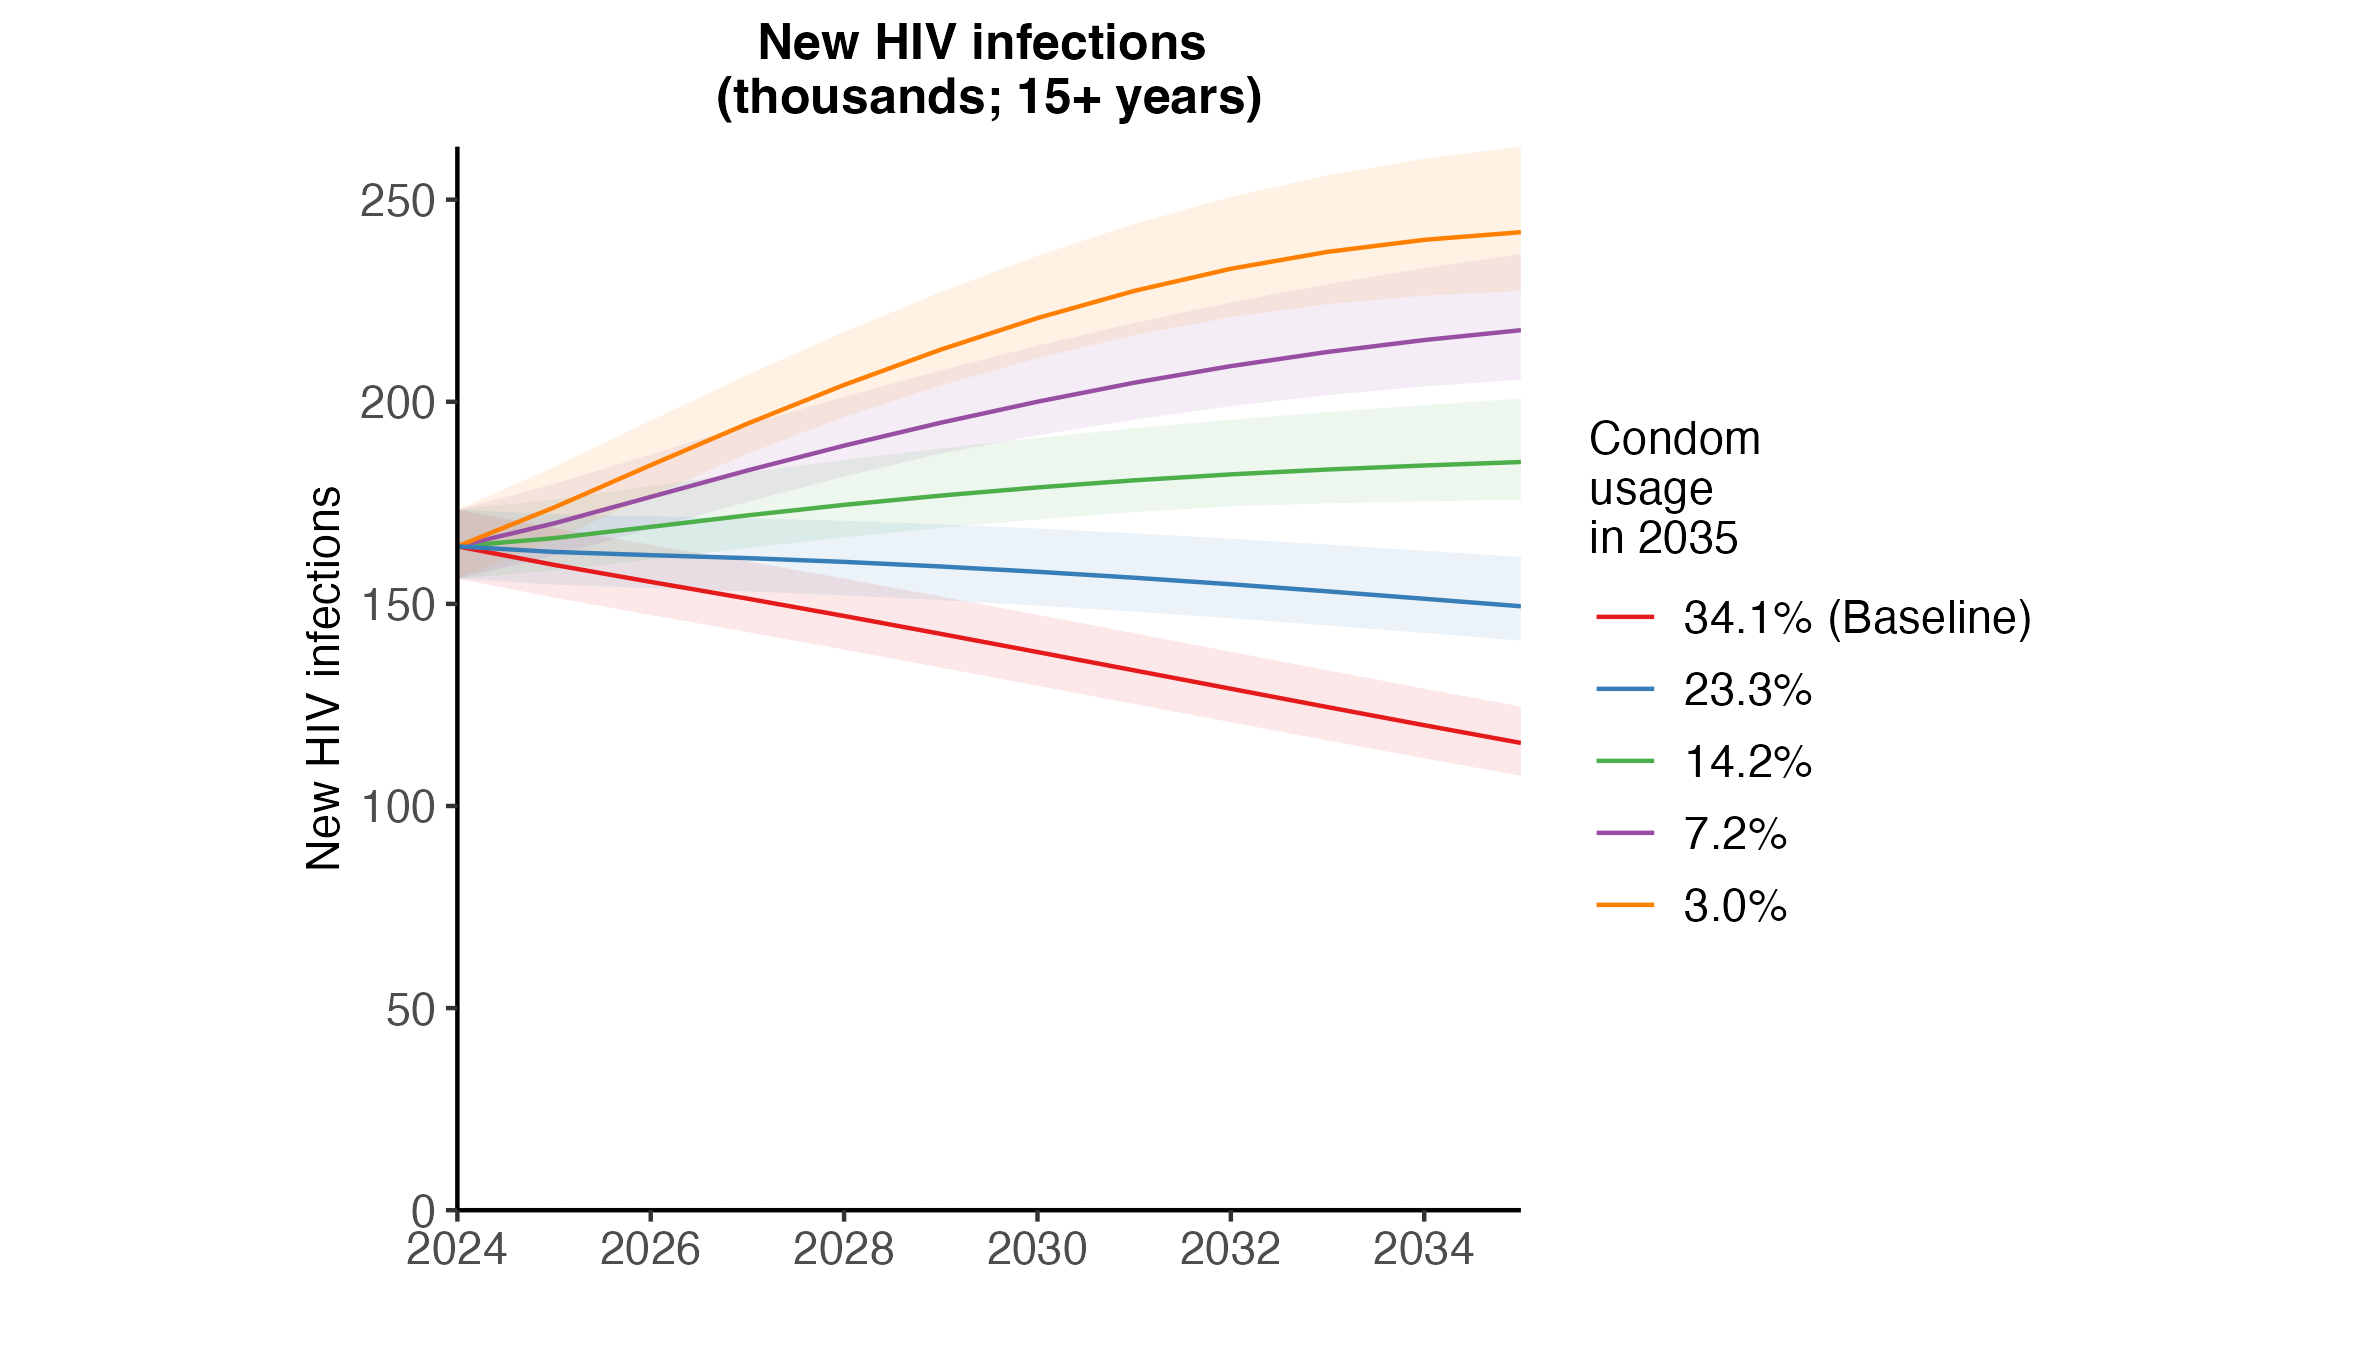 New HIV infections
(thousands; 15+ years)
New HIV infections
250
200
150
100
50
0
2024 2026 2028 2030 2032 2034
Condom
usage
in 2035
34.1% (Baseline)
23.3%
14.2%
7.2%
3.0%